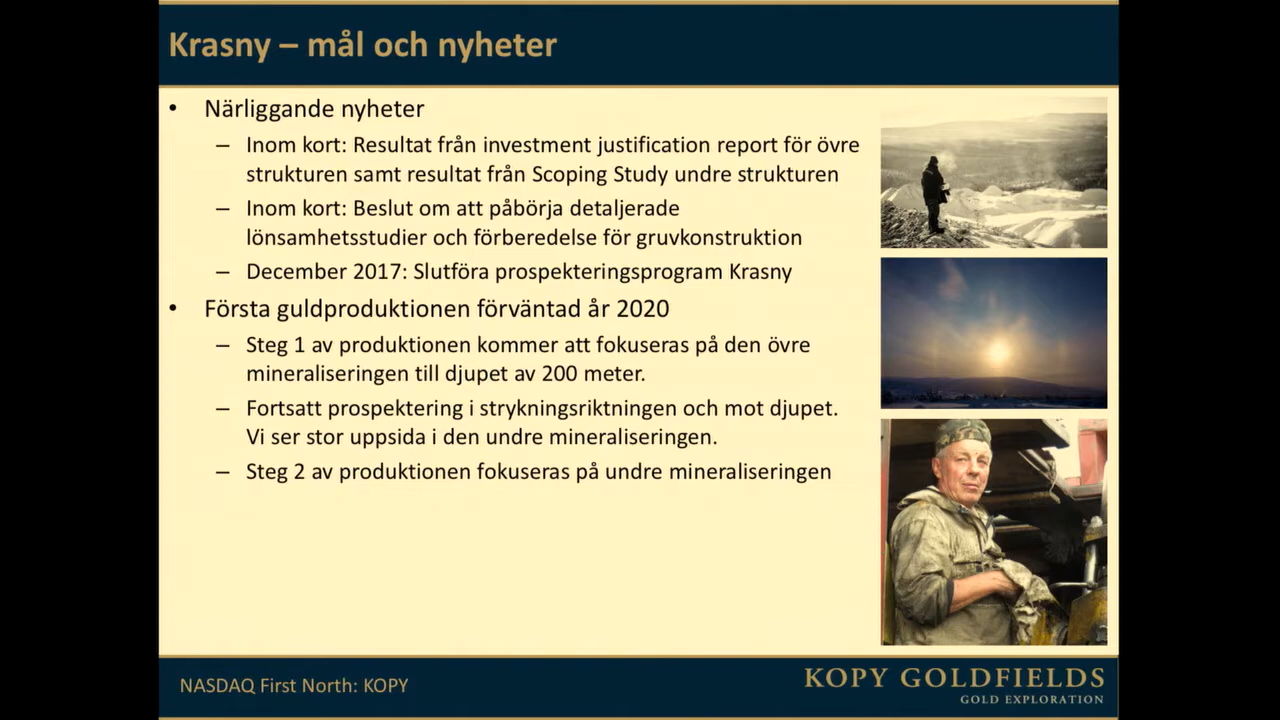 Krasny – mål och nyheter
• Närliggande nyheter
– Inom kort: Resultat från investment justification report för övre
strukturen samt resultat från Scoping Study undre strukturen
– Inom kort: Beslut om att påbörja detaljerade
lönsamhetsstudier och förberedelse för gruvkonstruktion
– December 2017: Slutföra prospekteringsprogram Krasny
• Första guldproduktionen förväntad år 2020
– Steg 1 av produktionen kommer att fokuseras på den övre
mineraliseringen till djupet av 200 meter.
– Fortsatt prospektering i strykningsriktningen och mot djupet.
Vi ser stor uppsida i den undre mineraliseringen.
– Steg 2 av produktionen fokuseras på undre mineraliseringen
NASDAQ First North: KOPY
KOPY GOLDFIELDS
GOLD EXPLORATION